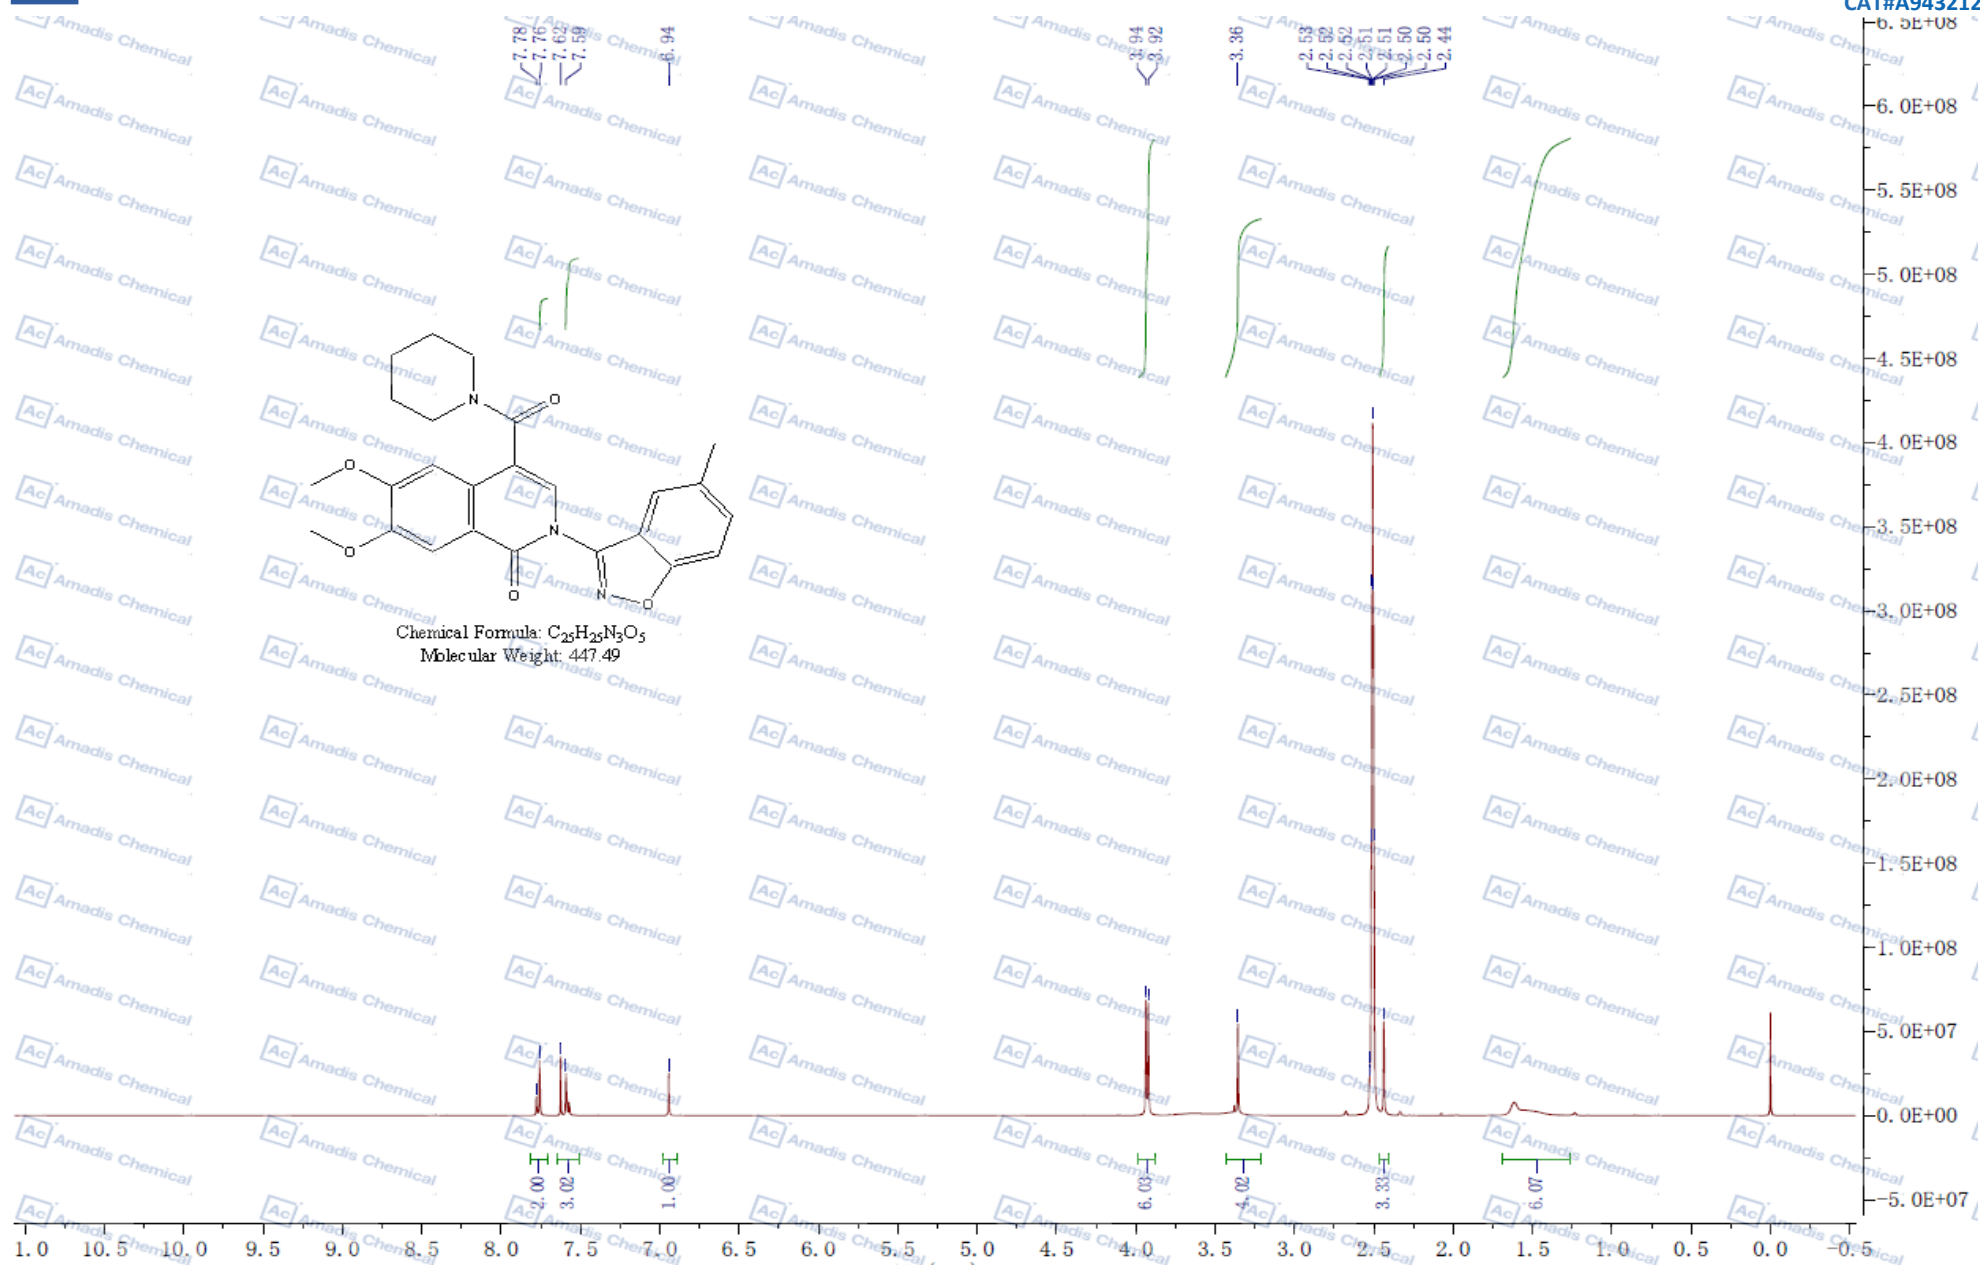 CAT#A943212
7.78
7.76
7.62
7.59
6.94
3.94
3.92
3.36
2.53
2.52
2.52
2.51
2.51
2.50
2.50
2.44
6.5E+08
6.0E+08
5.5E+08
5.0E+08
4.5E+08
4.0E+08
3.5E+08
3.0E+08
2.5E+08
2.0E+08
1.5E+08
1.0E+08
5.0E+07
0.0E+00
-5.0E+07
N
O
O
O
N
O
N
O
Chemical Formula: C25H25N3O5
Molecular Weight: 447.49
2.00
3.02
1.00
6.03
4.02
3.33
6.07
1.0 10.5 10.0 9.5 9.0 8.5 8.0 7.5 7.0 6.5 6.0 5.5 5.0 4.5 4.0 3.5 3.0 2.5 2.0 1.5 1.0 0.5 0.0 -0.5
Ac Amadis Chemical